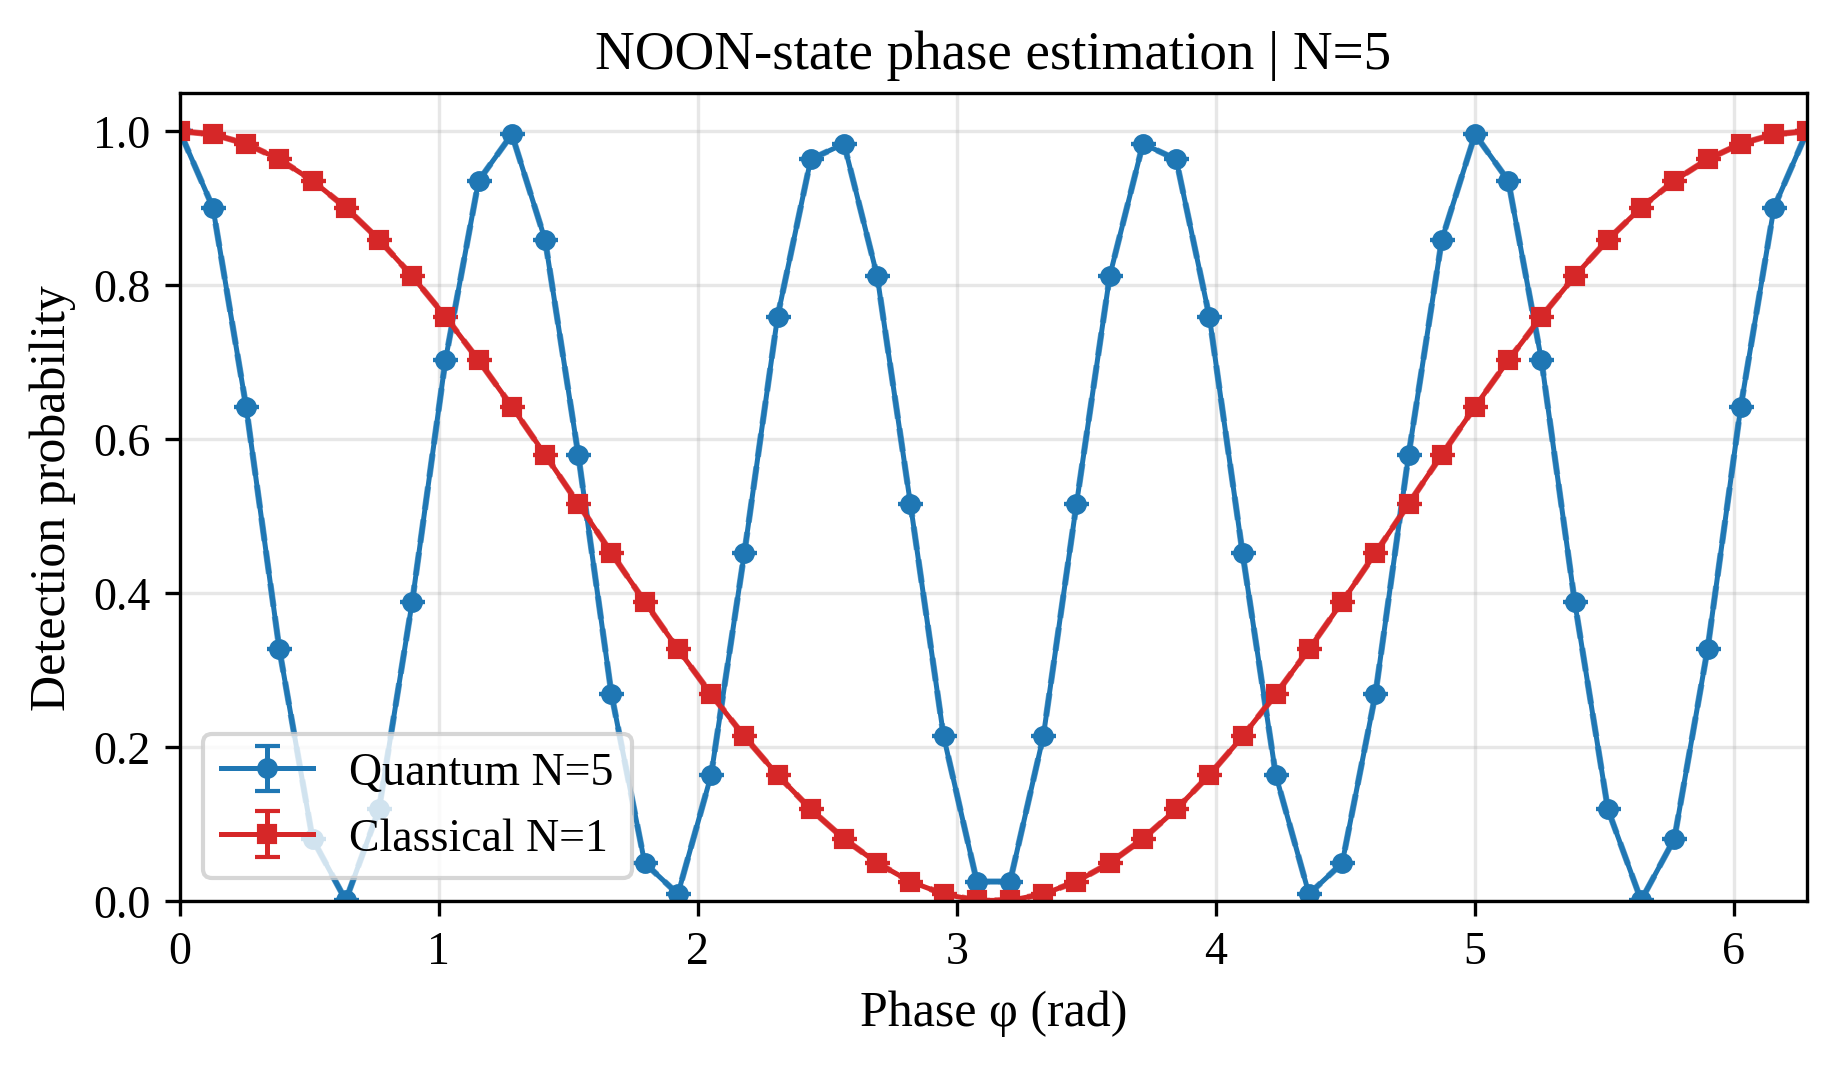 NOON-state phase estimation | N=5
Detection probability
1.0
0.8
0.6
0.4
0.2
0.0
Quantum N=5
Classical N=1
0 1 2 3 4 5 6
Phase φ (rad)